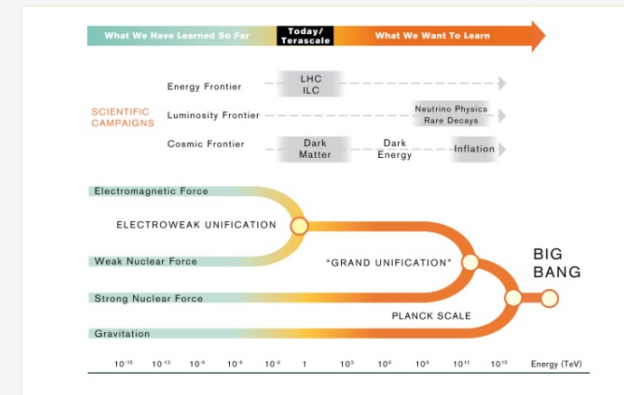 What We Have Learned So Far
Today/
Terascale
What We Want To Learn
SCIENTIFIC
CAMPAIGNS
Energy Frontier
LHC
ILC
Luminosity Frontier
Neutrino Physics
Rare Decays
Cosmic Frontier
Dark
Matter
Dark
Energy
Inflation
Electromagnetic Force
ELECTROWEAK UNIFICATION
Weak Nuclear Force
"GRAND UNIFICATION"
BIG
BANG
Strong Nuclear Force
PLANCK SCALE
Gravitation
10⁻¹⁵ 10⁻¹² 10⁻⁹ 10⁻⁶ 10⁻³ 1 10³ 10⁶ 10⁹ 10¹² 10¹⁵ Energy (TeV)